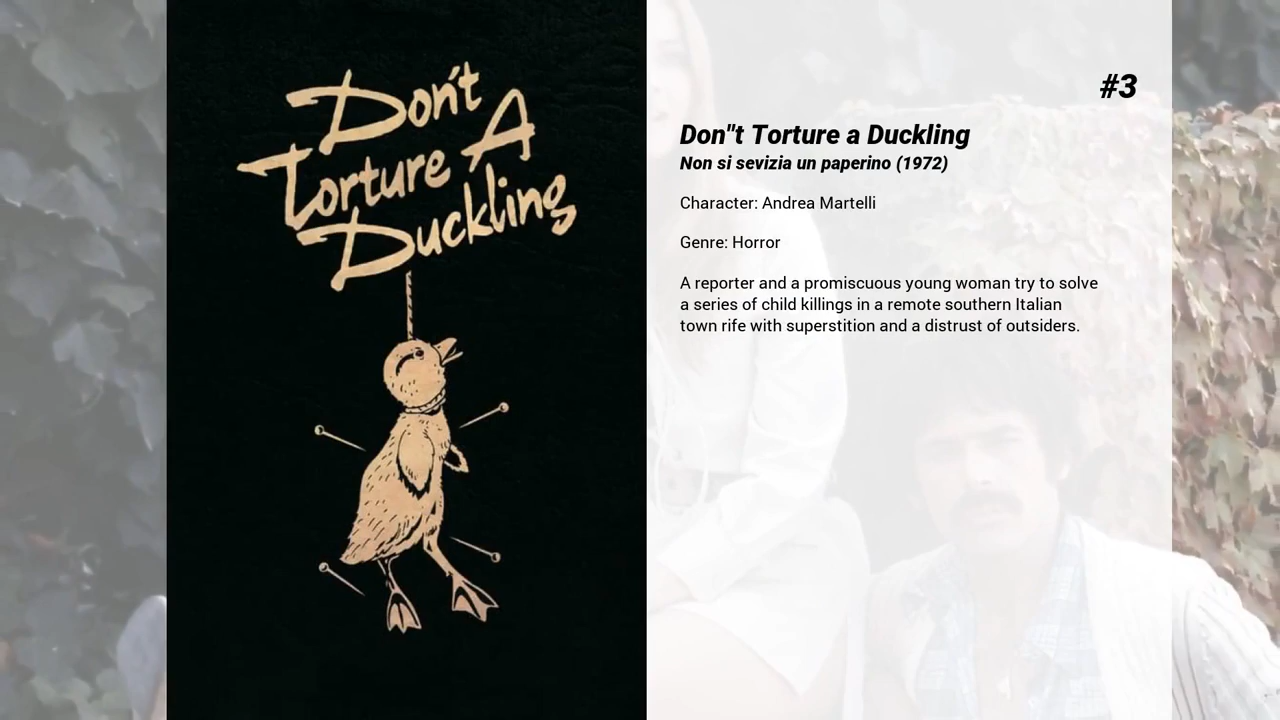 Don't
Torture A
Duckling
#3
Don"t Torture a Duckling
Non si sevizia un paperino (1972)
Character: Andrea Martelli
Genre: Horror
A reporter and a promiscuous young woman try to solve
a series of child killings in a remote southern Italian
town rife with superstition and a distrust of outsiders.